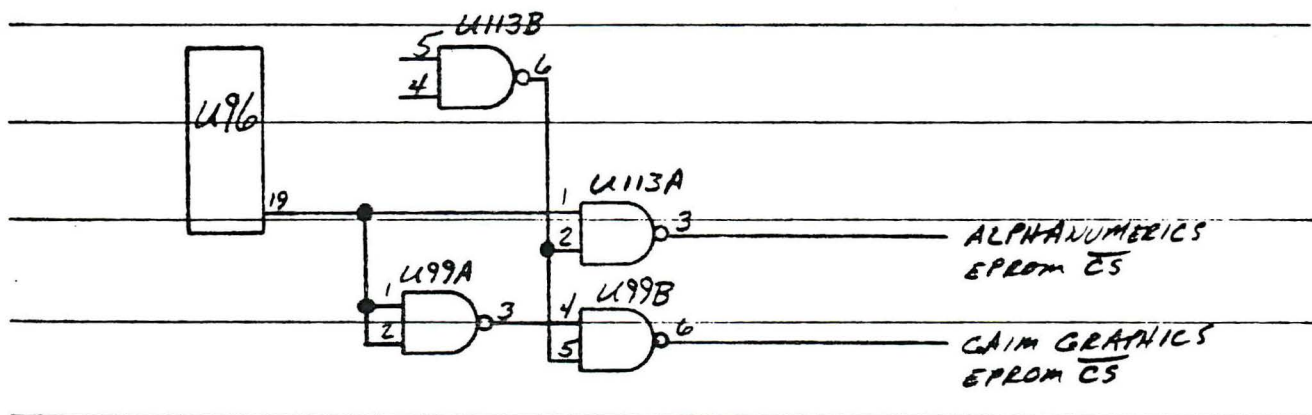 U113B
5
6
4
U96
19
U113A
1
3
2
ALPHANUMERICS
EPROM CS
U99A
1
3
2
U99B
4
6
5
GAIM GRAPHICS
EPROM CS